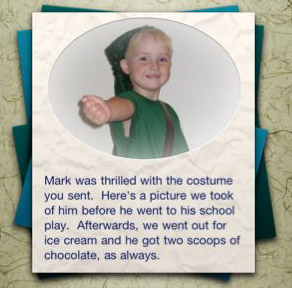 Mark was thrilled with the costume
you sent.  Here's a picture we took
of him before he went to his school
play.  Afterwards, we went out for
ice cream and he got two scoops of
chocolate, as always.